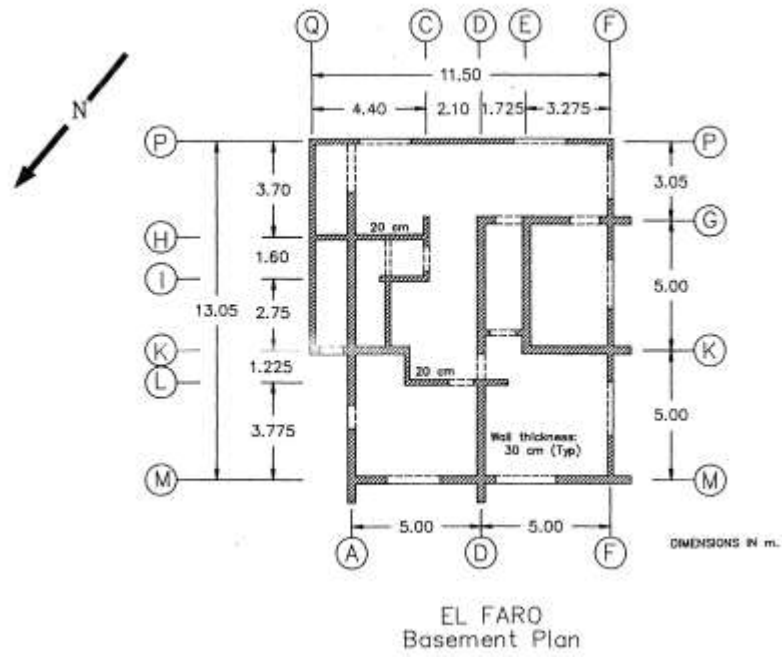 Q C D E F
11.50
4.40 2.10 1.725 3.275
N
P P
3.70 3.05
20 cm G
H
1.60
I 5.00
13.05 2.75
K K
1.225
L 20 cm
5.00
3.775 Wall thickness:
30 cm (Typ)
M M
5.00 5.00
A D F
DIMENSIONS IN m.
EL FARO
Basement Plan